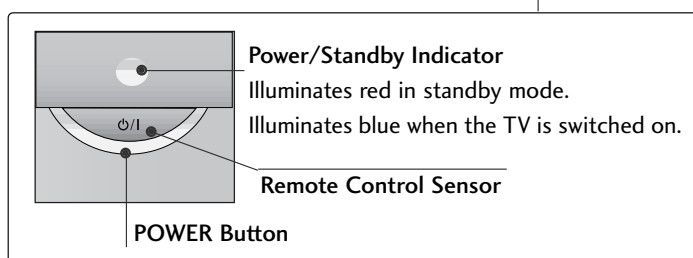 Power/Standby Indicator
Illuminates red in standby mode.
Illuminates blue when the TV is switched on.
⏻/I
Remote Control Sensor
POWER Button